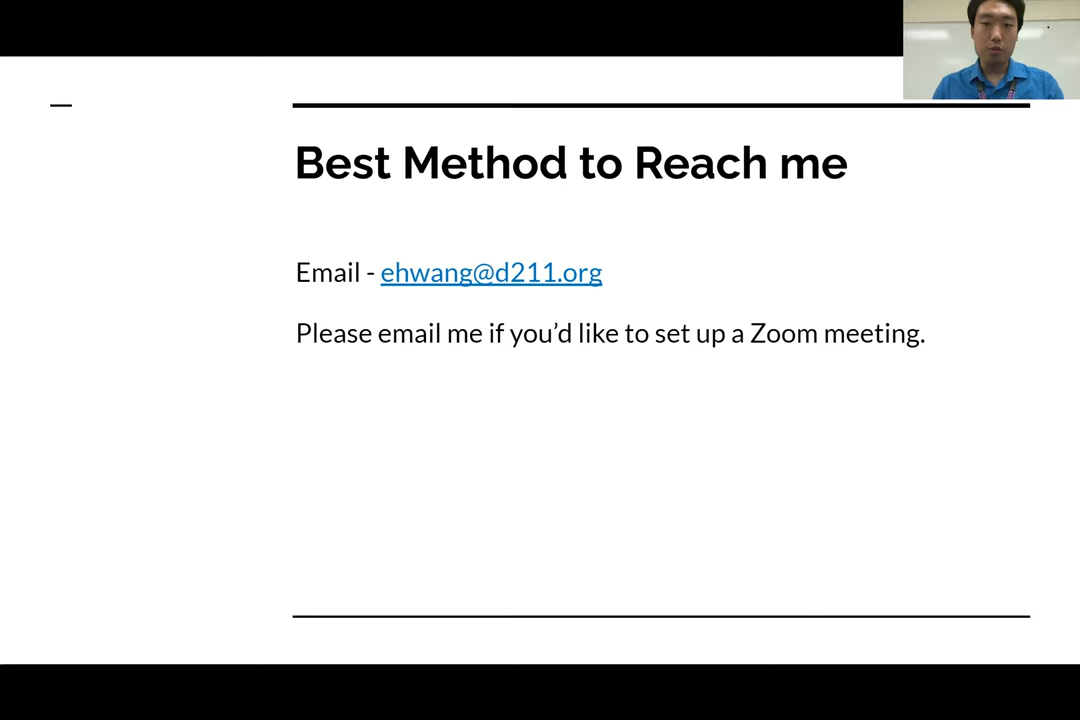 Best Method to Reach me
Email - ehwang@d211.org
Please email me if you’d like to set up a Zoom meeting.